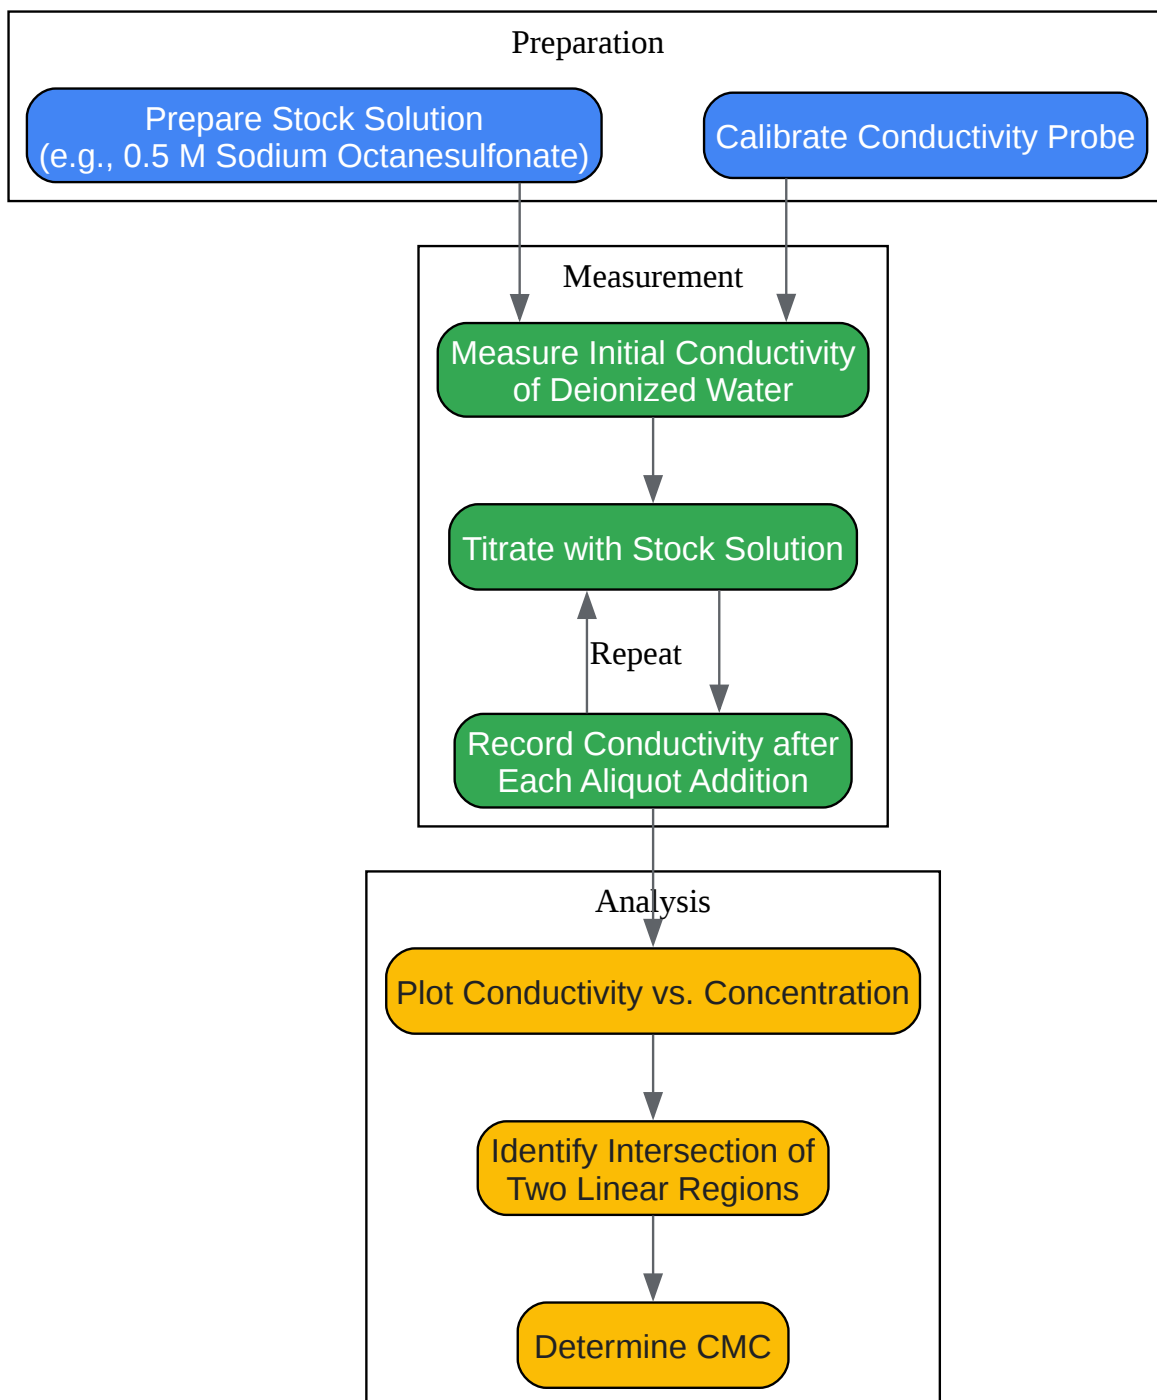 Preparation
Prepare Stock Solution
(e.g., 0.5 M Sodium Octanesulfonate)
Calibrate Conductivity Probe
Measurement
Measure Initial Conductivity
of Deionized Water
Titrate with Stock Solution
Repeat
Record Conductivity after
Each Aliquot Addition
Analysis
Plot Conductivity vs. Concentration
Identify Intersection of
Two Linear Regions
Determine CMC